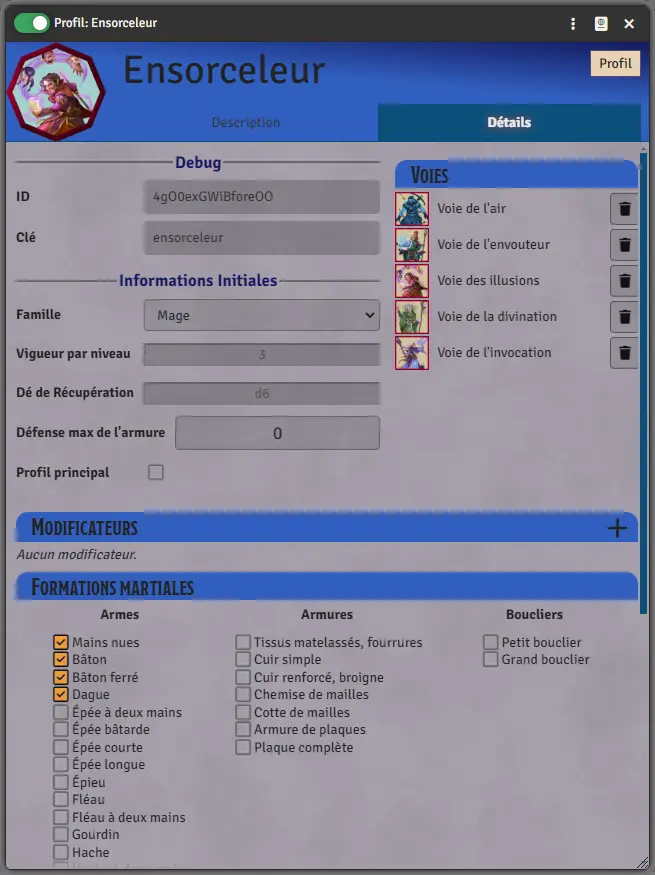 Profil: Ensorceleur
Ensorceleur
Profil
Description
Détails
Debug
ID
4gO0exGWiBforeOO
Clé
ensorceleur
Informations Initiales
Famille
Mage
Vigueur par niveau
3
Dé de Récupération
d6
Défense max de l'armure
0
Profil principal
Voies
Voie de l'air
Voie de l'envouteur
Voie des illusions
Voie de la divination
Voie de l'invocation
Modificateurs
Aucun modificateur.
Formations martiales
Armes
Mains nues
Bâton
Bâton ferré
Dague
Épée à deux mains
Épée bâtarde
Épée courte
Épée longue
Épieu
Fléau
Fléau à deux mains
Gourdin
Hache
Armures
Tissus matelassés, fourrures
Cuir simple
Cuir renforcé, broigne
Chemise de mailles
Cotte de mailles
Armure de plaques
Plaque complète
Boucliers
Petit bouclier
Grand bouclier